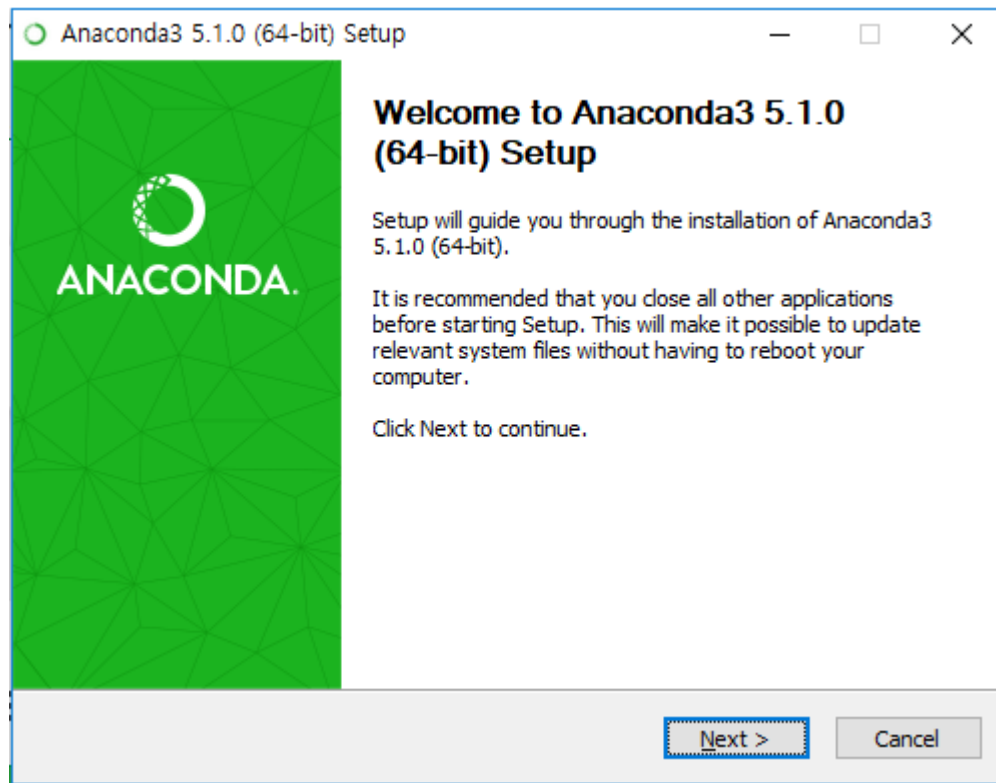 Anaconda3 5.1.0 (64-bit) Setup
ANACONDA.
Welcome to Anaconda3 5.1.0
(64-bit) Setup
Setup will guide you through the installation of Anaconda3
5.1.0 (64-bit).
It is recommended that you close all other applications
before starting Setup. This will make it possible to update
relevant system files without having to reboot your
computer.
Click Next to continue.
Next >
Cancel